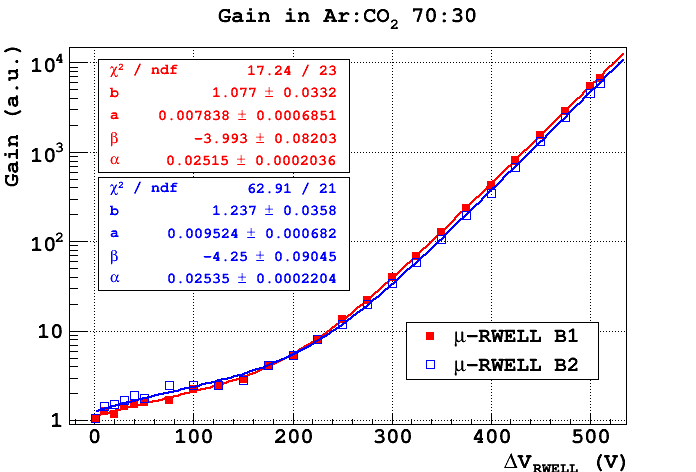 Gain in Ar:CO₂ 70:30
Gain (a.u.)
10⁴
10³
10²
10
1
χ² / ndf 17.24 / 23
b 1.077 ± 0.0332
a 0.007838 ± 0.0006851
β −3.993 ± 0.08203
α 0.02515 ± 0.0002036
χ² / ndf 62.91 / 21
b 1.237 ± 0.0358
a 0.009524 ± 0.000682
β −4.25 ± 0.09045
α 0.02535 ± 0.0002204
μ−RWELL B1
μ−RWELL B2
0 100 200 300 400 500
ΔV_RWELL (V)